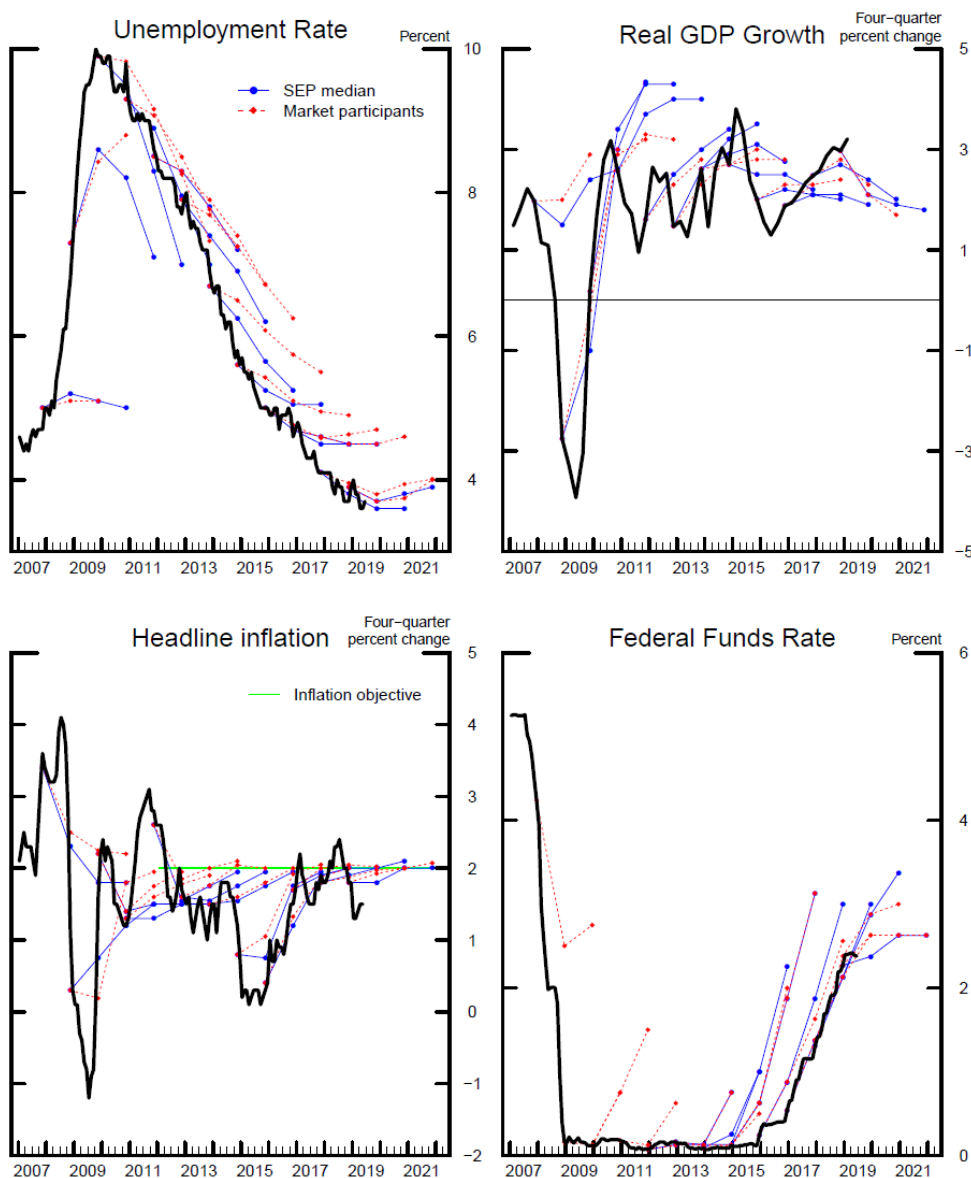 Unemployment Rate
Percent
SEP median
Market participants
10
8
6
4
2007 2009 2011 2013 2015 2017 2019 2021
Real GDP Growth
Four−quarter
percent change
5
3
1
−1
−3
−5
2007 2009 2011 2013 2015 2017 2019 2021
Headline inflation
Four−quarter
percent change
Inflation objective
5
4
3
2
1
0
−1
−2
2007 2009 2011 2013 2015 2017 2019 2021
Federal Funds Rate
Percent
6
4
2
0
2007 2009 2011 2013 2015 2017 2019 2021